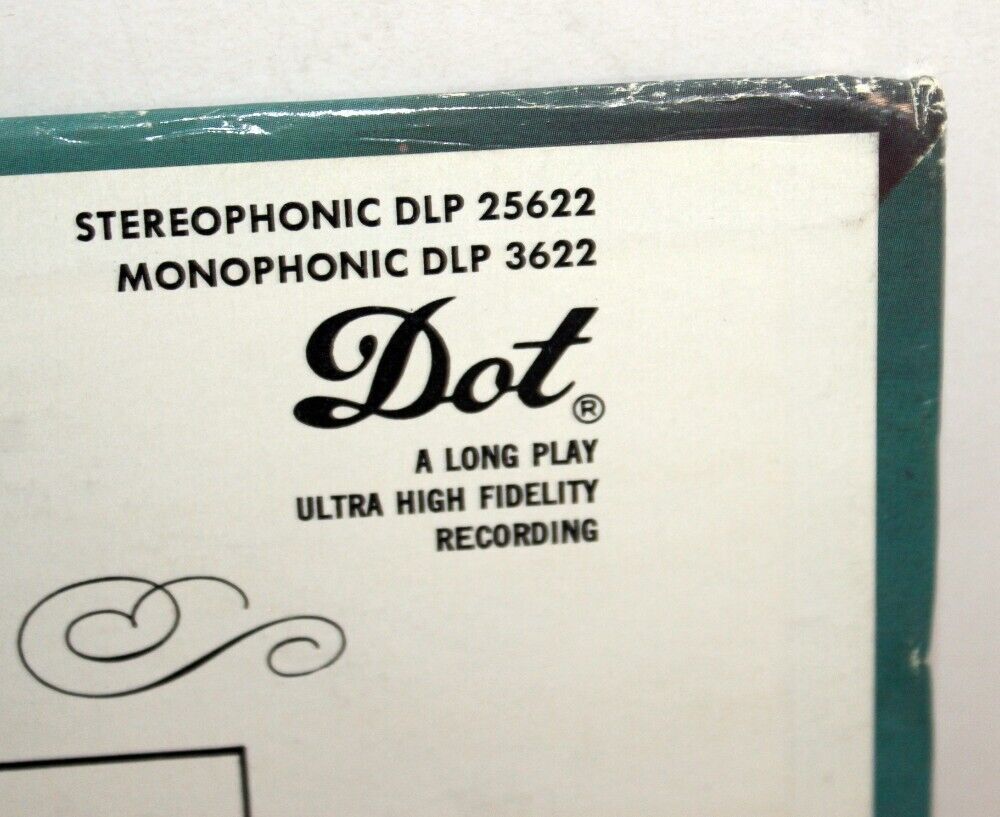 STEREOPHONIC DLP 25622
MONOPHONIC DLP 3622
Dot®
A LONG PLAY
ULTRA HIGH FIDELITY
RECORDING